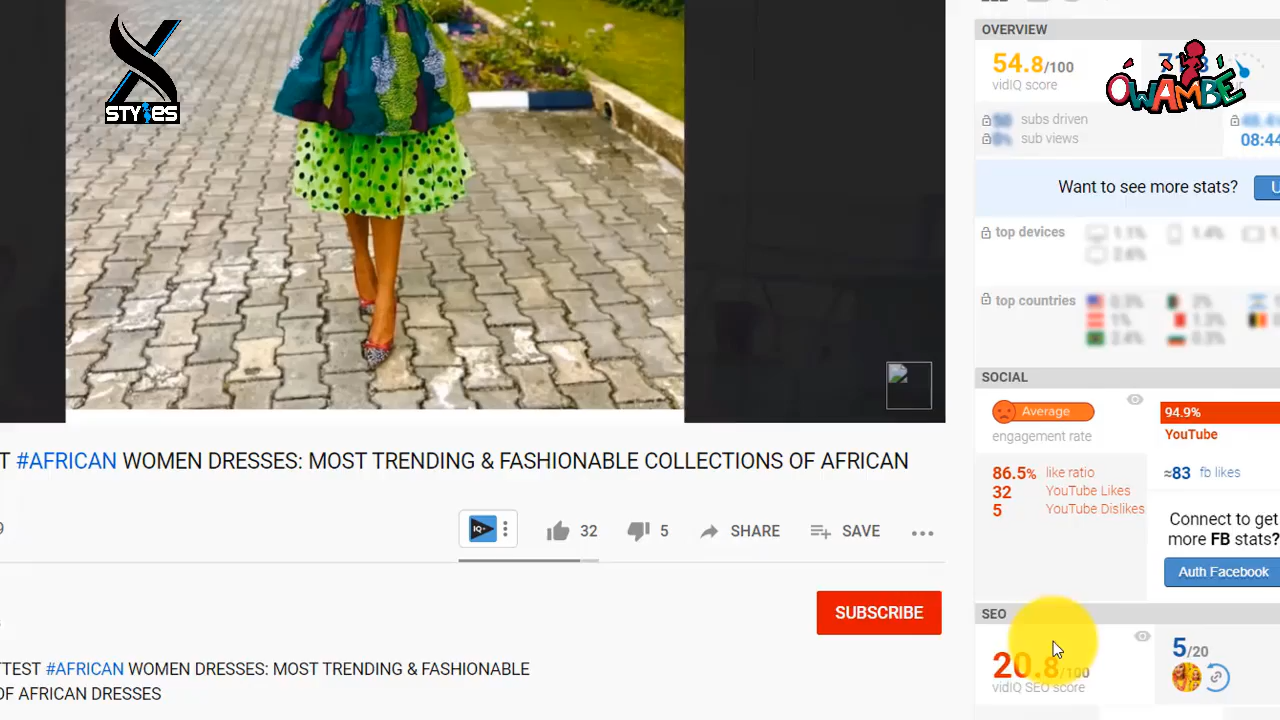 X
STYLES
OWAMBE
OVERVIEW
54.8/100
vidIQ score
subs driven
sub views
08:44
Want to see more stats?
top devices
top countries
SOCIAL
Average
engagement rate
94.9%
YouTube
86.5% like ratio
32 YouTube Likes
5 YouTube Dislikes
≈83 fb likes
Connect to get
more FB stats?
Auth Facebook
T #AFRICAN WOMEN DRESSES: MOST TRENDING & FASHIONABLE COLLECTIONS OF AFRICAN
9
IQ
32
5
SHARE
SAVE
SUBSCRIBE
TTEST #AFRICAN WOMEN DRESSES: MOST TRENDING & FASHIONABLE
OF AFRICAN DRESSES
SEO
20.8/100
vidIQ SEO score
5/20